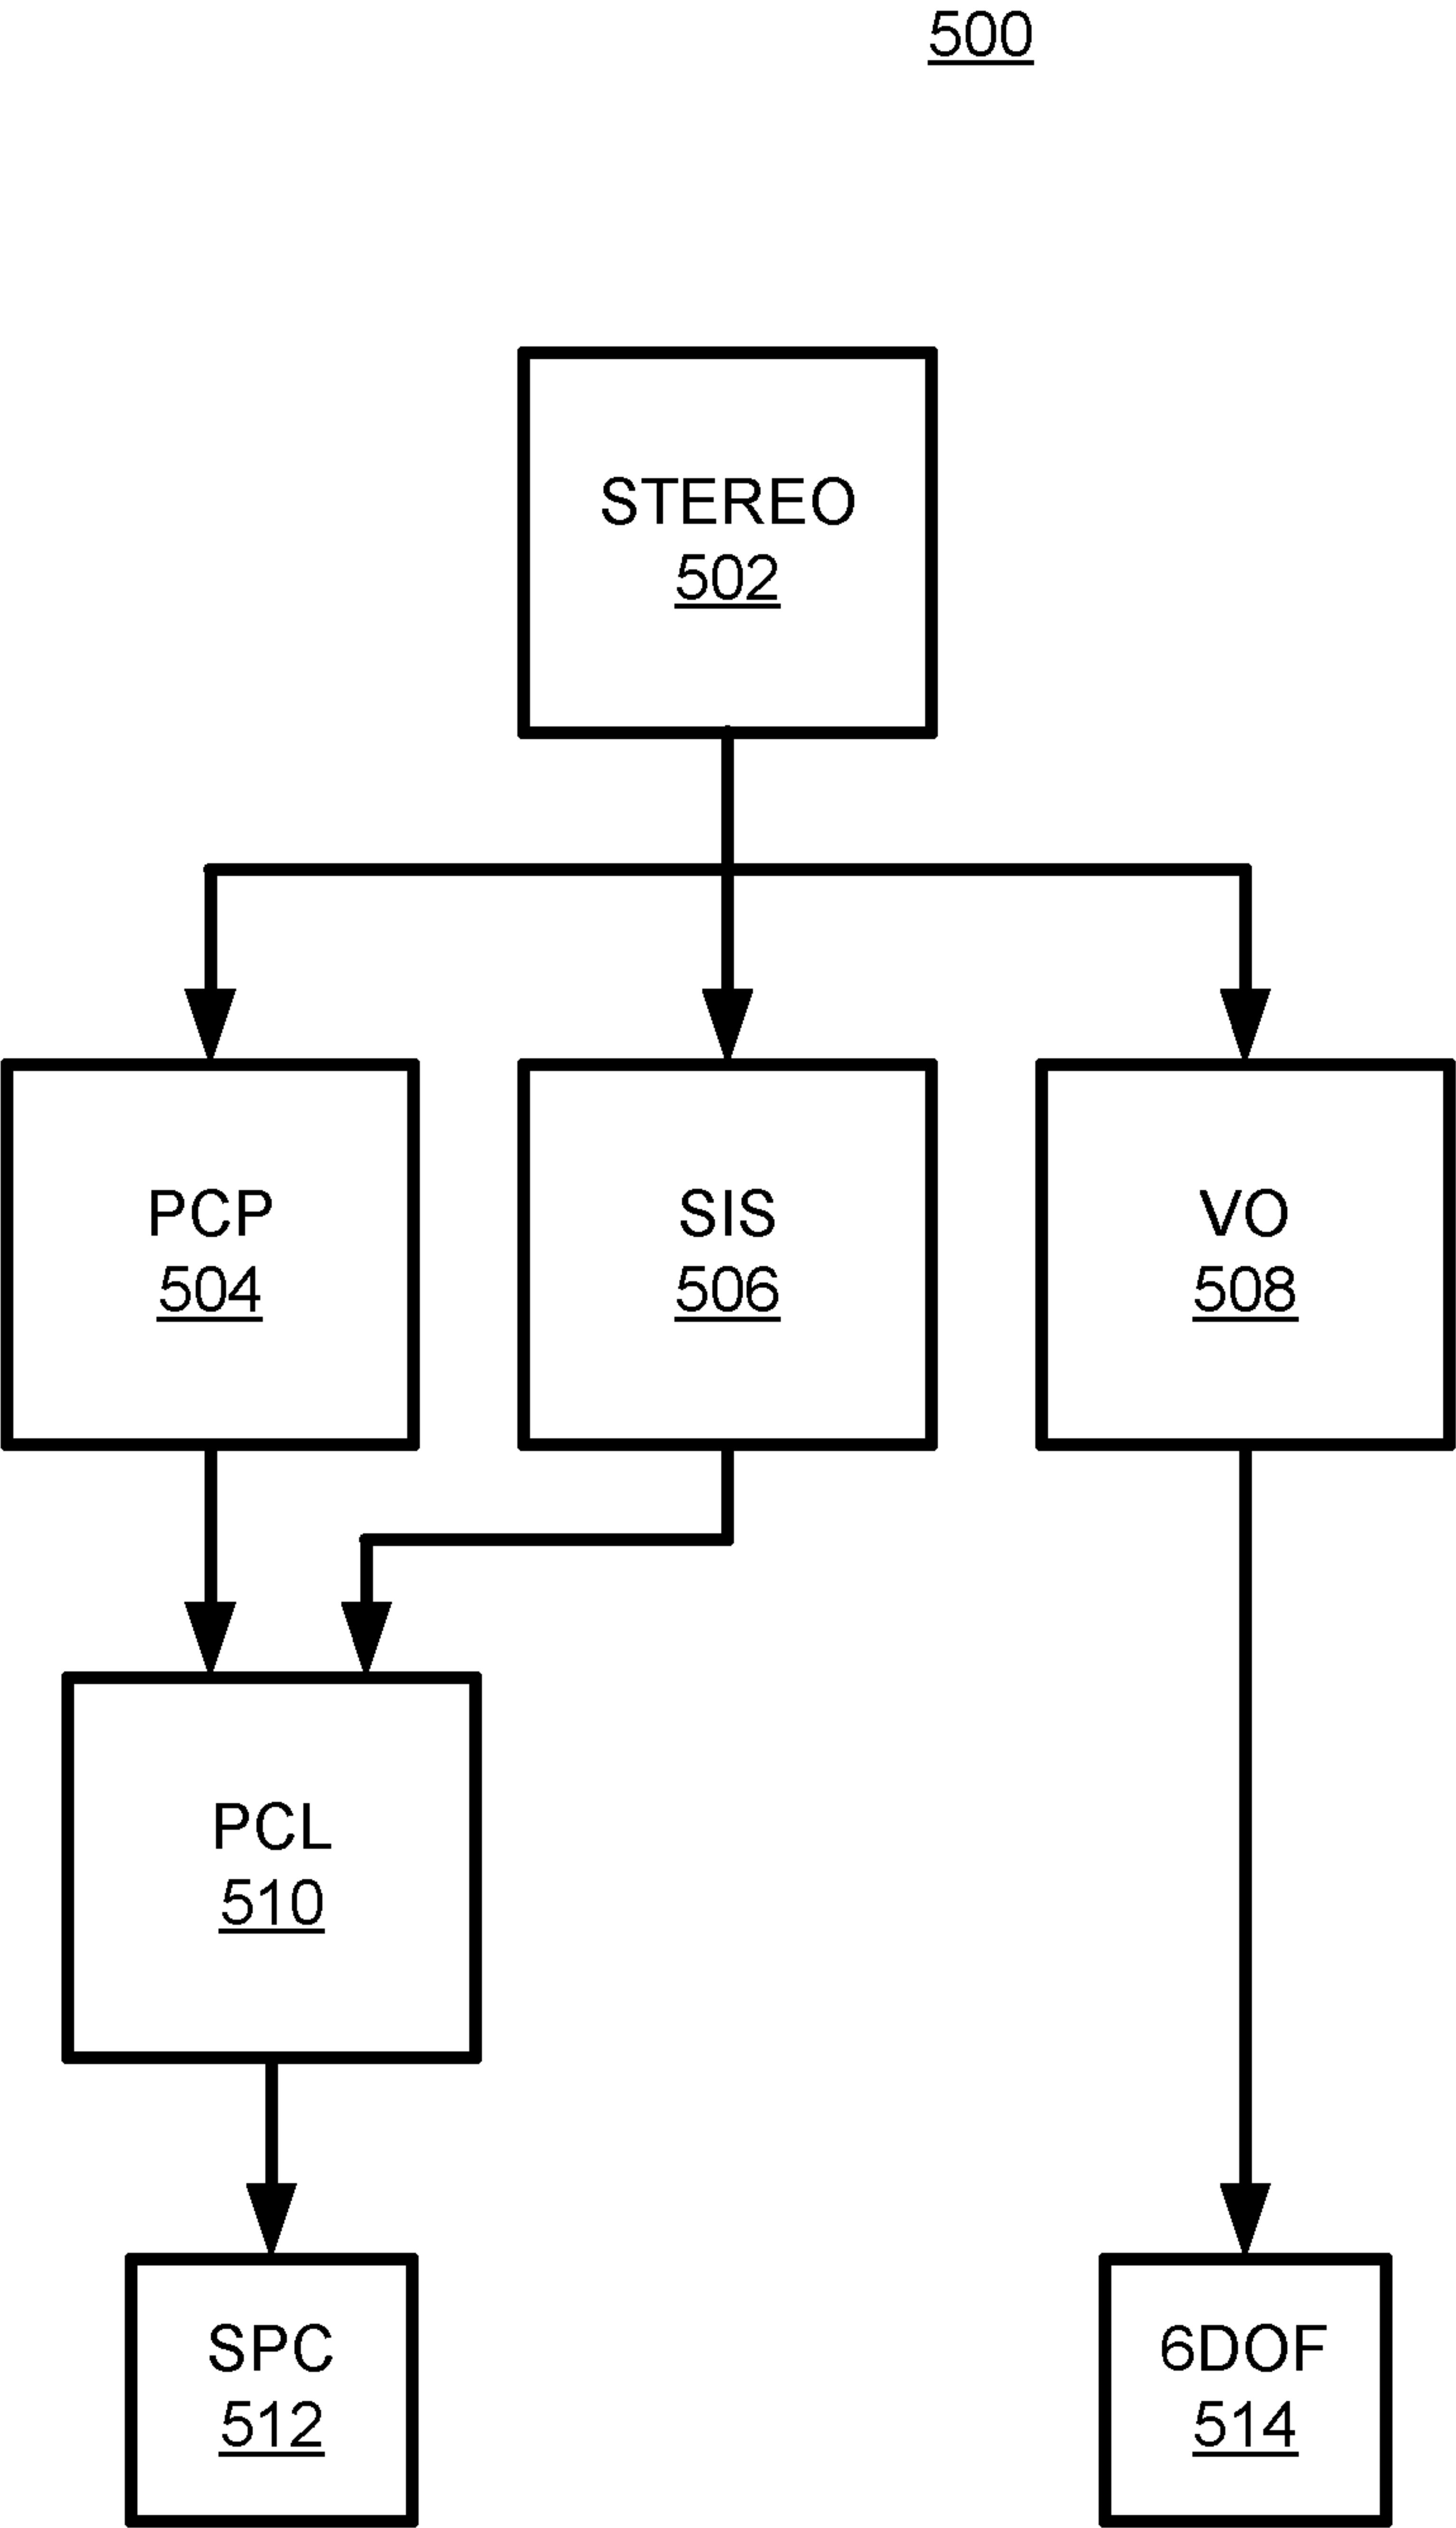 500
STEREO
502
PCP
504
SIS
506
VO
508
PCL
510
SPC
512
6DOF
514